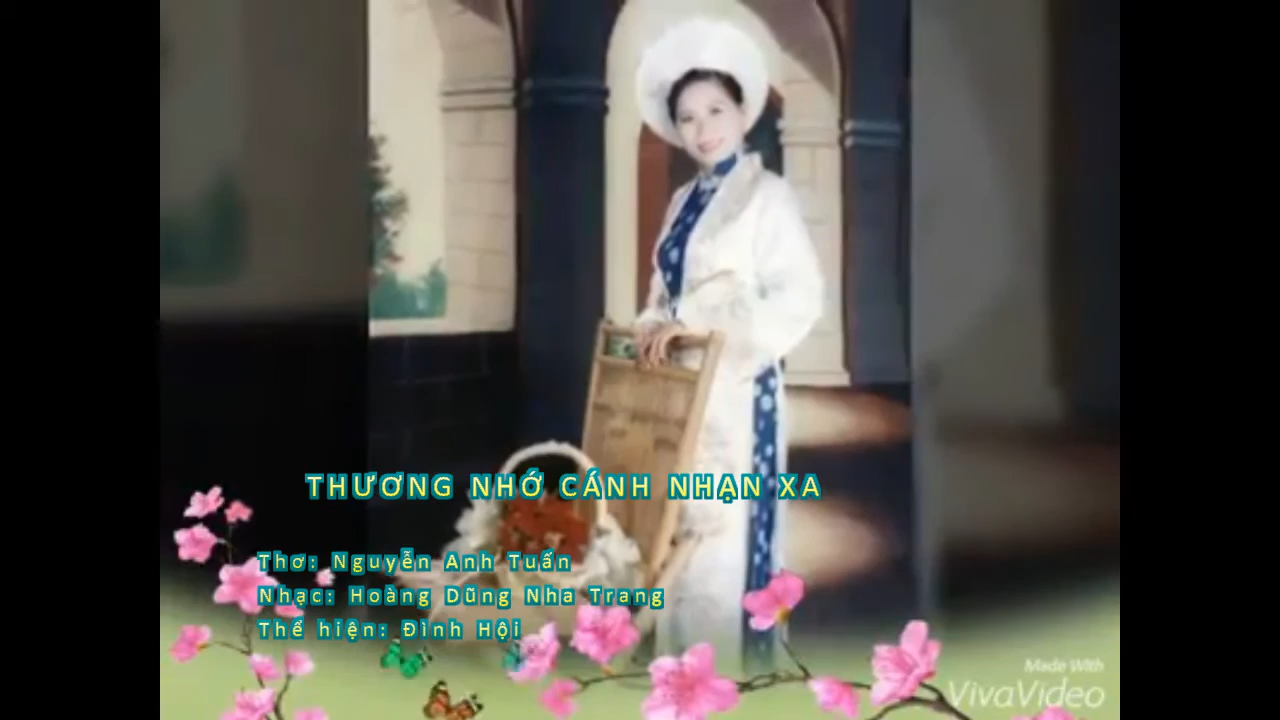 THƯƠNG NHỚ CÁNH NHẠN XA
Thơ: Nguyễn Anh Tuấn
Nhạc: Hoàng Dũng Nha Trang
Thể hiện: Đình Hội
Made With
VivaVideo